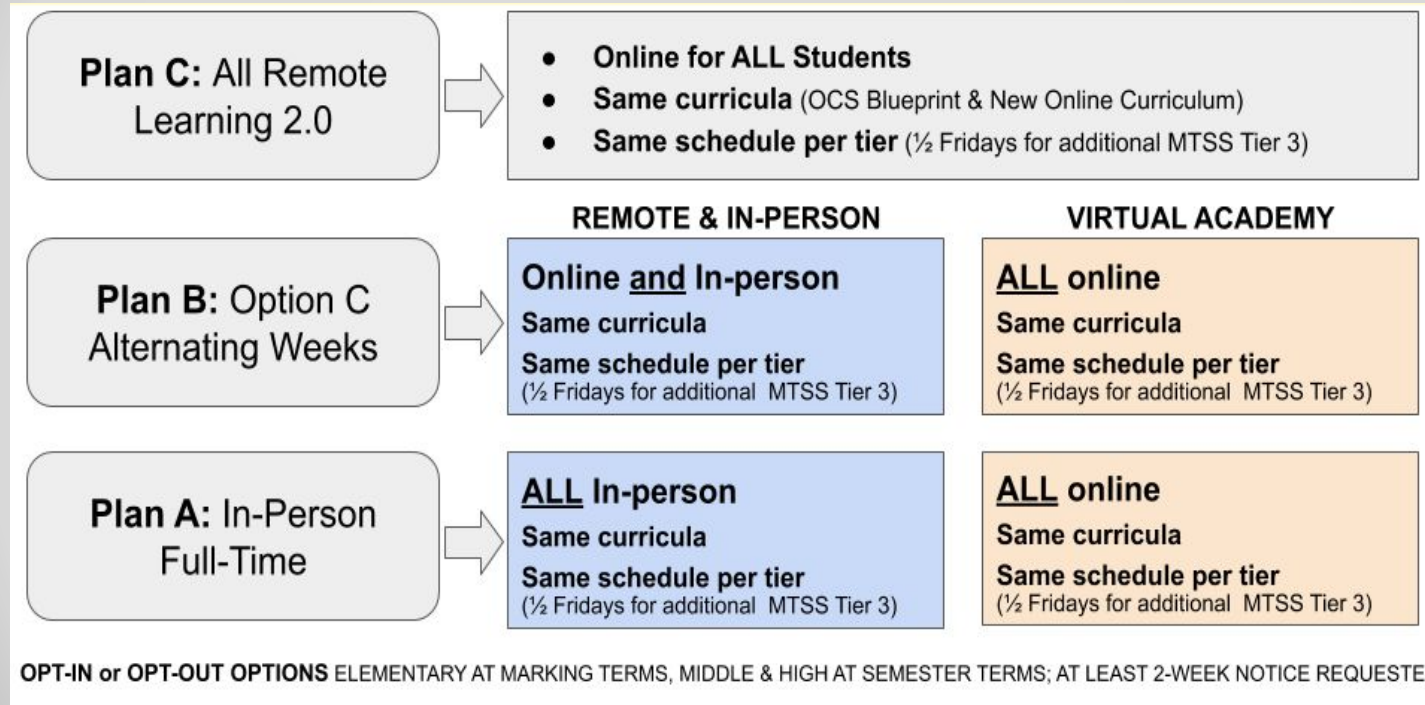 Plan C: All Remote
Learning 2.0
● Online for ALL Students
● Same curricula (OCS Blueprint & New Online Curriculum)
● Same schedule per tier (½ Fridays for additional MTSS Tier 3)
REMOTE & IN-PERSON
VIRTUAL ACADEMY
Plan B: Option C
Alternating Weeks
Online and In-person
Same curricula
Same schedule per tier
(½ Fridays for additional MTSS Tier 3)
ALL online
Same curricula
Same schedule per tier
(½ Fridays for additional MTSS Tier 3)
Plan A: In-Person
Full-Time
ALL In-person
Same curricula
Same schedule per tier
(½ Fridays for additional MTSS Tier 3)
ALL online
Same curricula
Same schedule per tier
(½ Fridays for additional MTSS Tier 3)
OPT-IN or OPT-OUT OPTIONS ELEMENTARY AT MARKING TERMS, MIDDLE & HIGH AT SEMESTER TERMS; AT LEAST 2-WEEK NOTICE REQUESTE